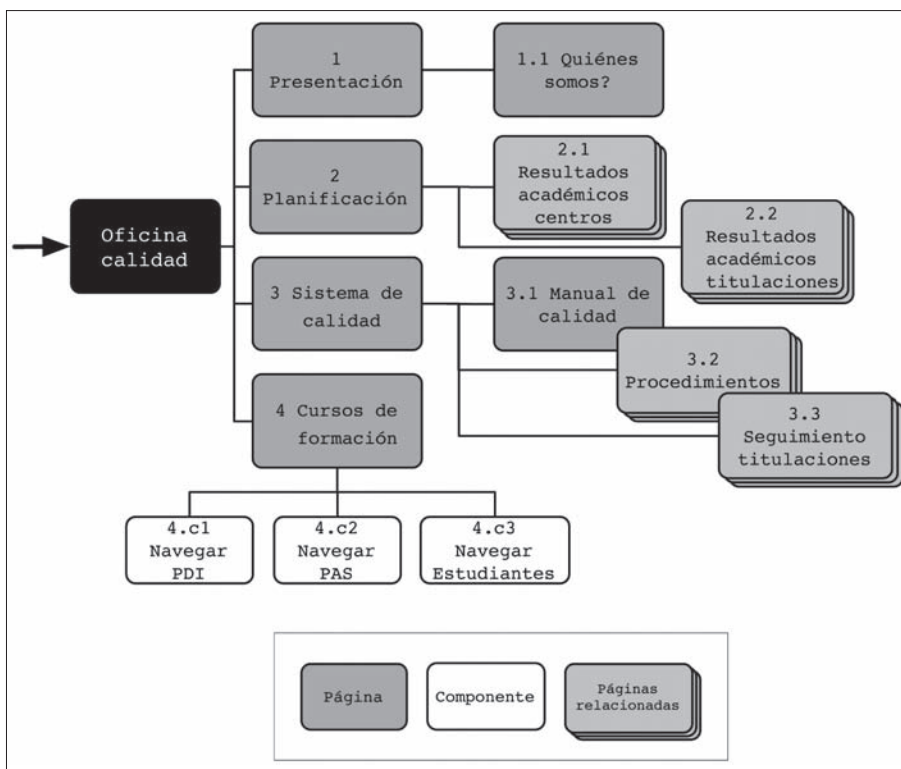 1
Presentación
1.1 Quiénes
somos?
2
Planificación
2.1
Resultados
académicos
centros
2.2
Resultados
académicos
titulaciones
Oficina
calidad
3 Sistema de
calidad
3.1 Manual de
calidad
3.2
Procedimientos
3.3
Seguimiento
titulaciones
4 Cursos de
formación
4.c1
Navegar
PDI
4.c2
Navegar
PAS
4.c3
Navegar
Estudiantes
Página
Componente
Páginas
relacionadas